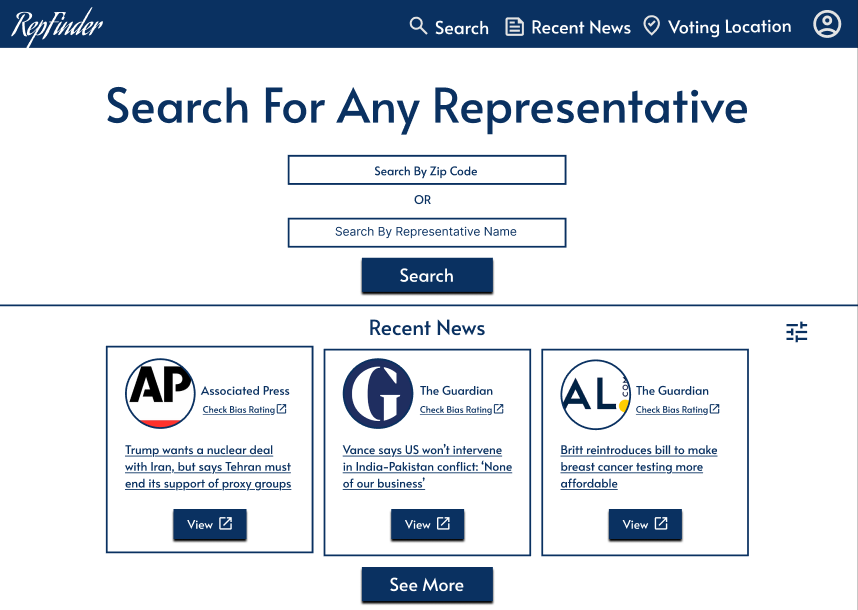 RepFinder
Search
Recent News
Voting Location
Search For Any Representative
Search By Zip Code
OR
Search By Representative Name
Search
Recent News
AP
Associated Press
Check Bias Rating
Trump wants a nuclear deal
with Iran, but says Tehran must
end its support of proxy groups
View
G
The Guardian
Check Bias Rating
Vance says US won’t intervene
in India-Pakistan conflict: ‘None
of our business’
View
AL.COM
The Guardian
Check Bias Rating
Britt reintroduces bill to make
breast cancer testing more
affordable
View
See More